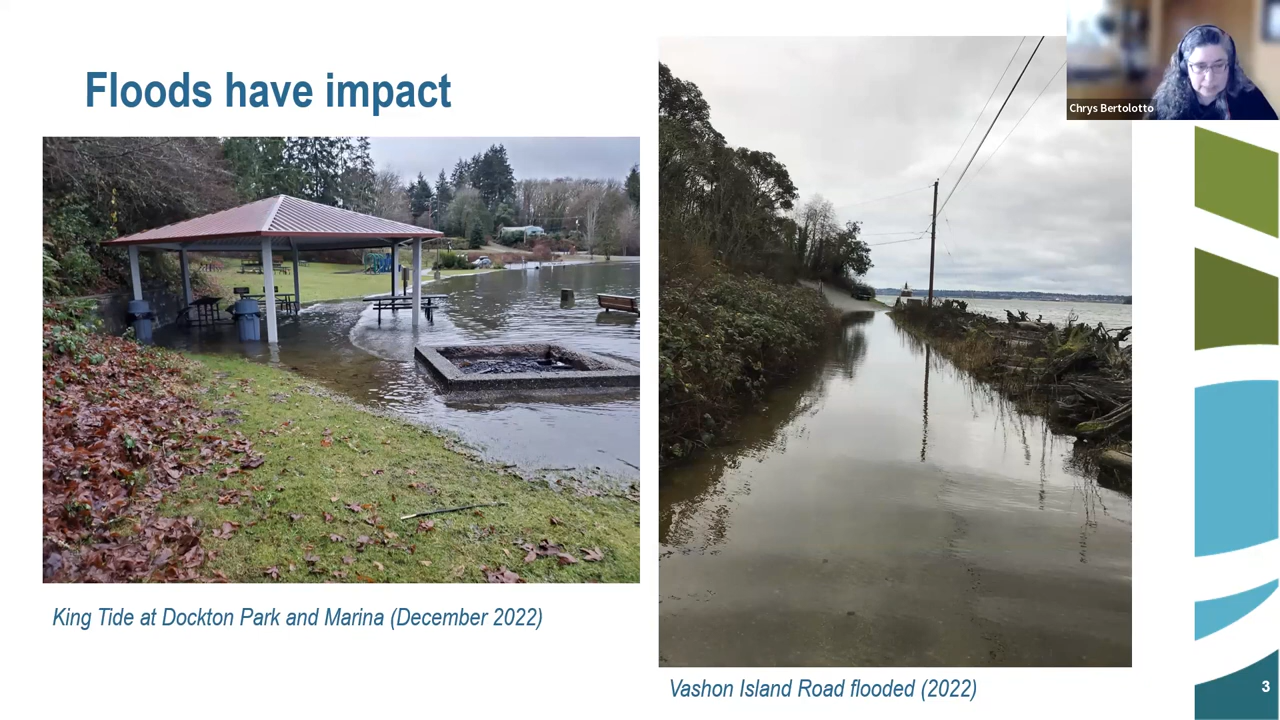 Floods have impact
Chrys Bertolotto
King Tide at Dockton Park and Marina (December 2022)
Vashon Island Road flooded (2022)
3